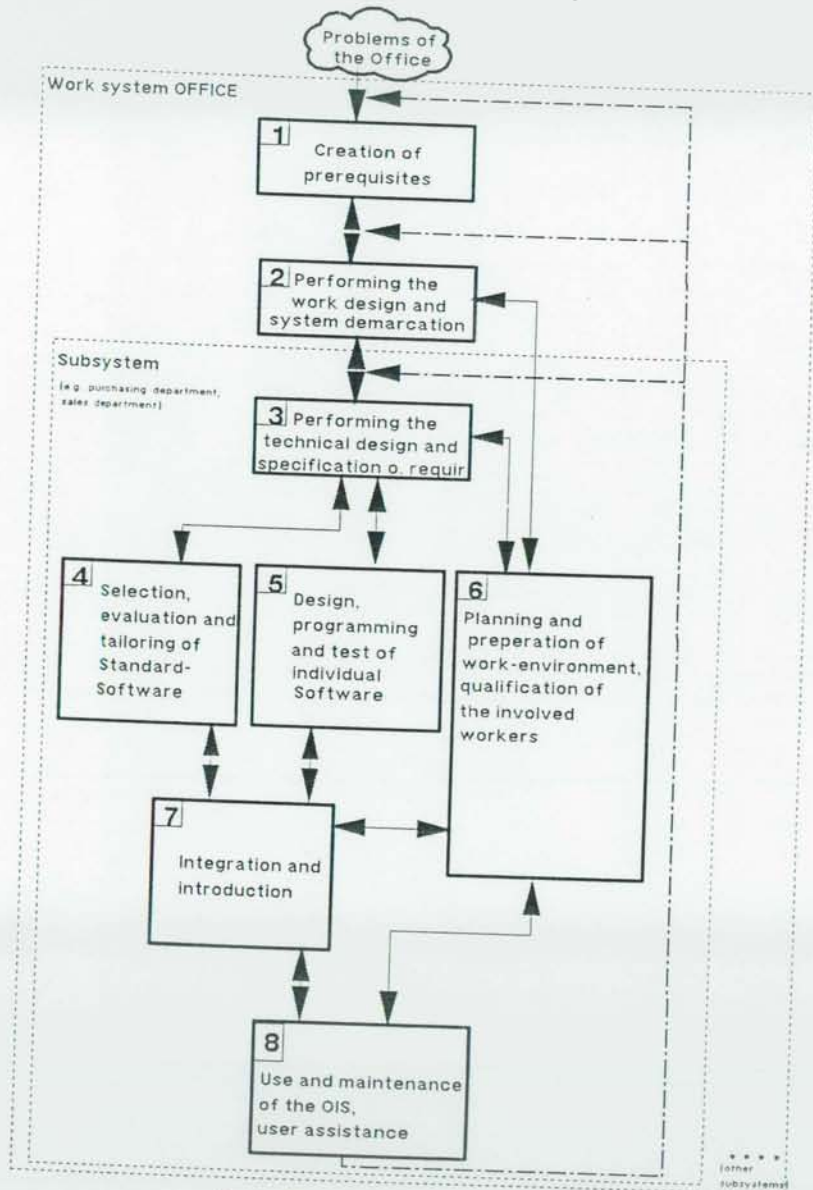 Problems of
the Office
Work system OFFICE
1
Creation of
prerequisites
2
Performing the
work design and
system demarcation
Subsystem
(e.g. purchasing department,
sales department)
3
Performing the
technical design and
specification o. requir
4
Selection,
evaluation and
tailoring of
Standard-
Software
5
Design,
programming
and test of
individual
Software
6
Planning and
preperation of
work-environment,
qualification of
the involved
workers
7
Integration and
introduction
8
Use and maintenance
of the OIS,
user assistance
(other
subsystems)